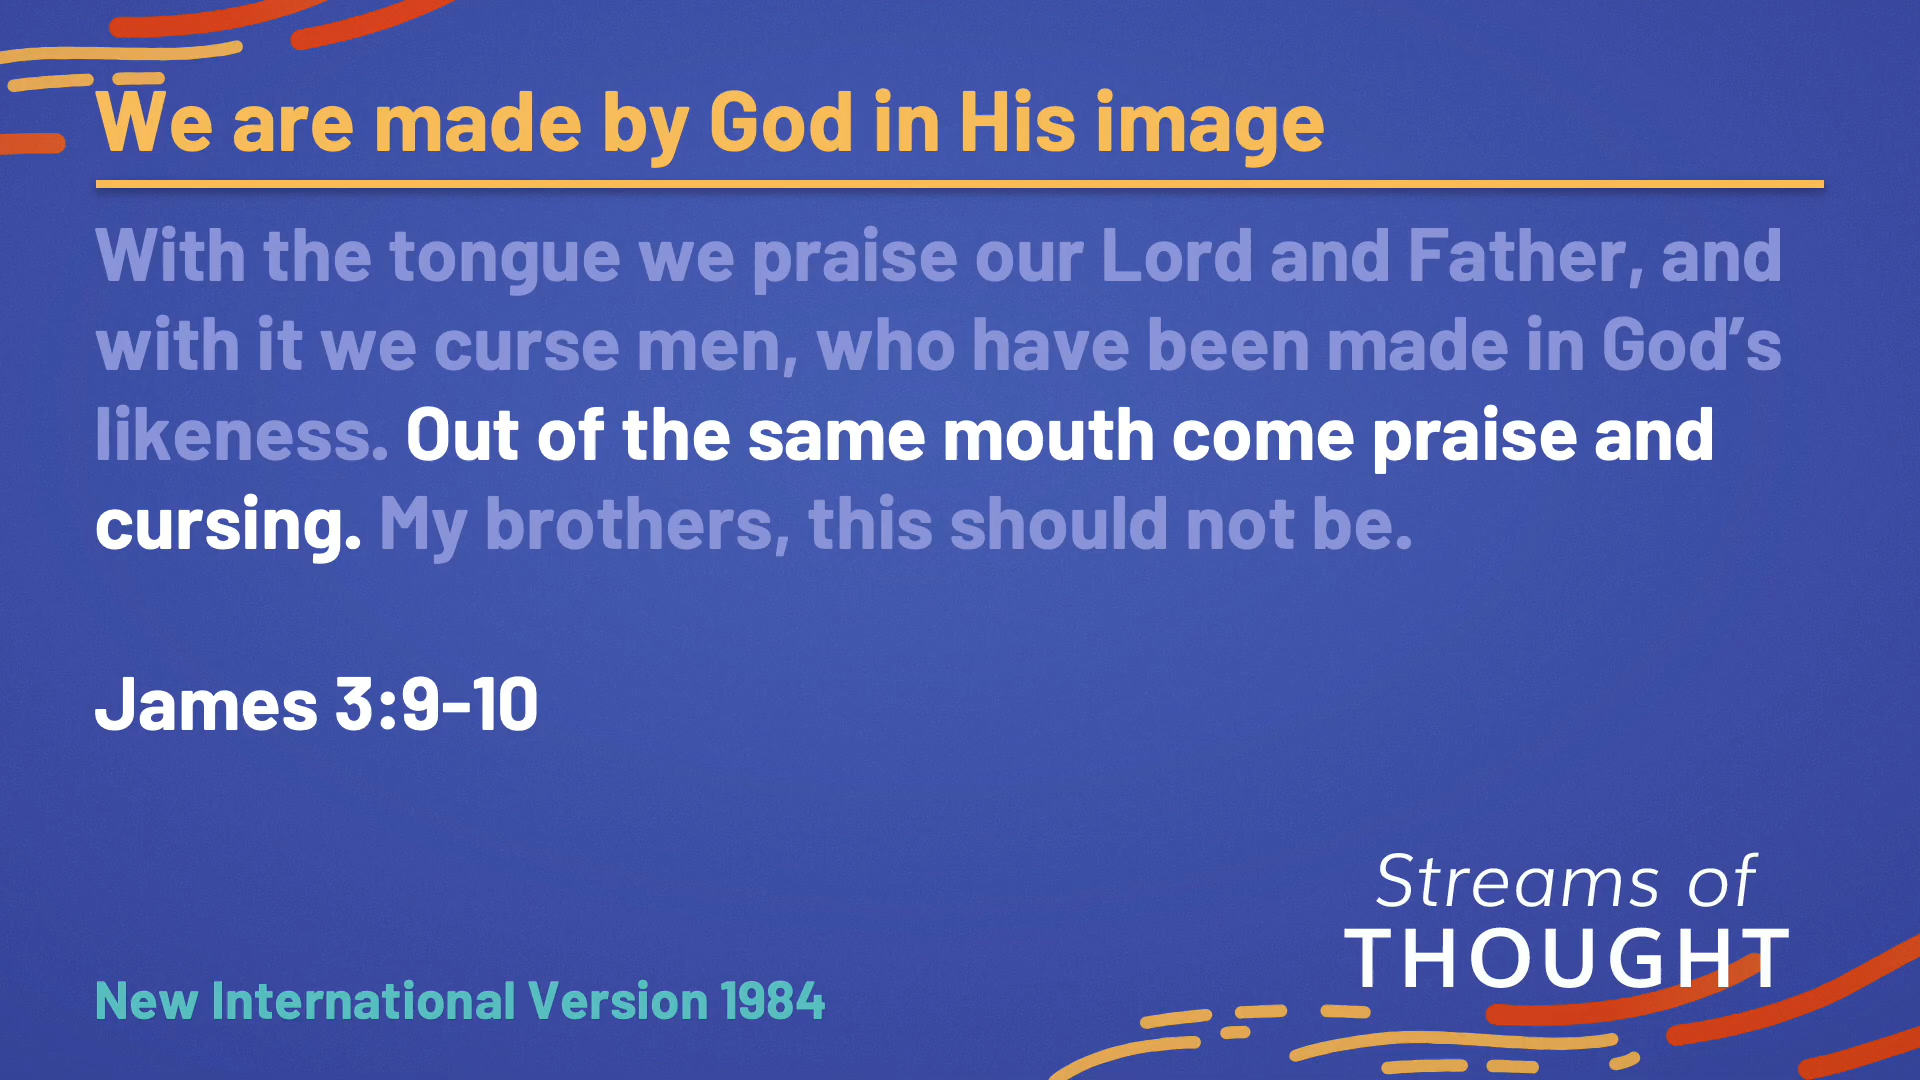 We are made by God in His image
With the tongue we praise our Lord and Father, and
with it we curse men, who have been made in God’s
likeness. Out of the same mouth come praise and
cursing. My brothers, this should not be.
James 3:9-10
Streams of
THOUGHT
New International Version 1984